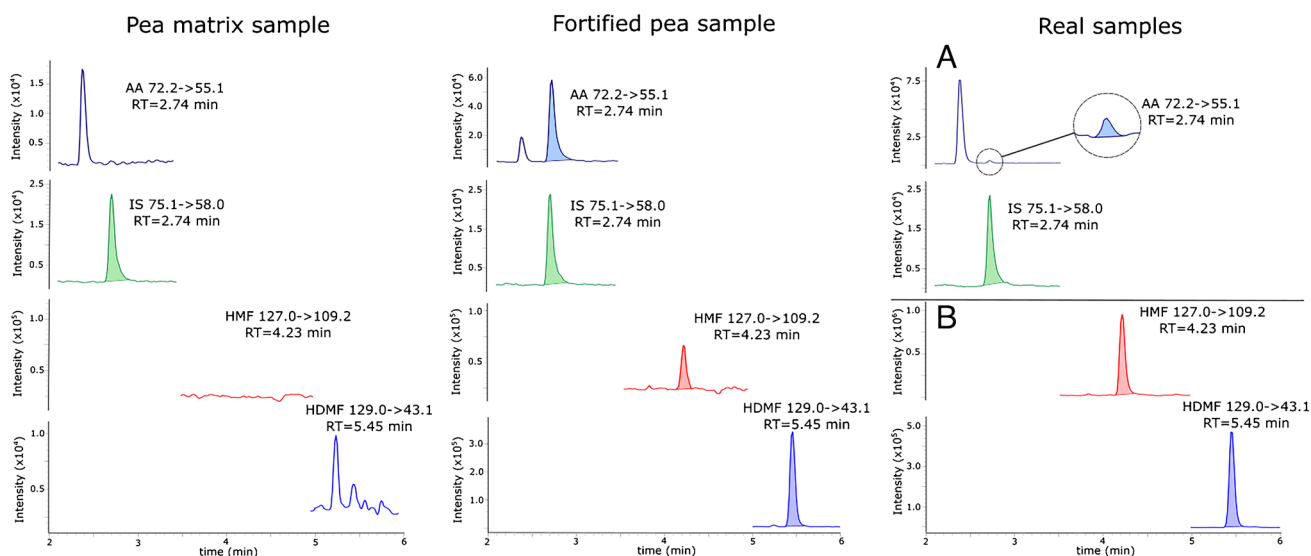 Pea matrix sample
Fortified pea sample
Real samples
Intensity (x10⁴)
1.5
1.0
0.5
AA 72.2->55.1
RT=2.74 min
Intensity (x10⁴)
2.5
1.5
0.5
IS 75.1->58.0
RT=2.74 min
Intensity (x10⁵)
1.0
0.5
HMF 127.0->109.2
RT=4.23 min
Intensity (x10⁴)
1.0
0.5
HDMF 129.0->43.1
RT=5.45 min
2 3 4 5 6
time (min)
Intensity (x10⁴)
6.0
4.0
2.0
AA 72.2->55.1
RT=2.74 min
Intensity (x10⁴)
2.5
1.5
0.5
IS 75.1->58.0
RT=2.74 min
Intensity (x10⁵)
1.0
0.5
HMF 127.0->109.2
RT=4.23 min
Intensity (x10⁵)
3.0
2.0
1.0
HDMF 129.0->43.1
RT=5.45 min
2 3 4 5 6
time (min)
A
Intensity (x10⁴)
7.5
2.5
AA 72.2->55.1
RT=2.74 min
Intensity (x10⁴)
2.5
1.5
0.5
IS 75.1->58.0
RT=2.74 min
B
Intensity (x10⁵)
1.0
0.5
HMF 127.0->109.2
RT=4.23 min
Intensity (x10⁵)
5.0
3.0
1.0
HDMF 129.0->43.1
RT=5.45 min
2 3 4 5 6
time (min)